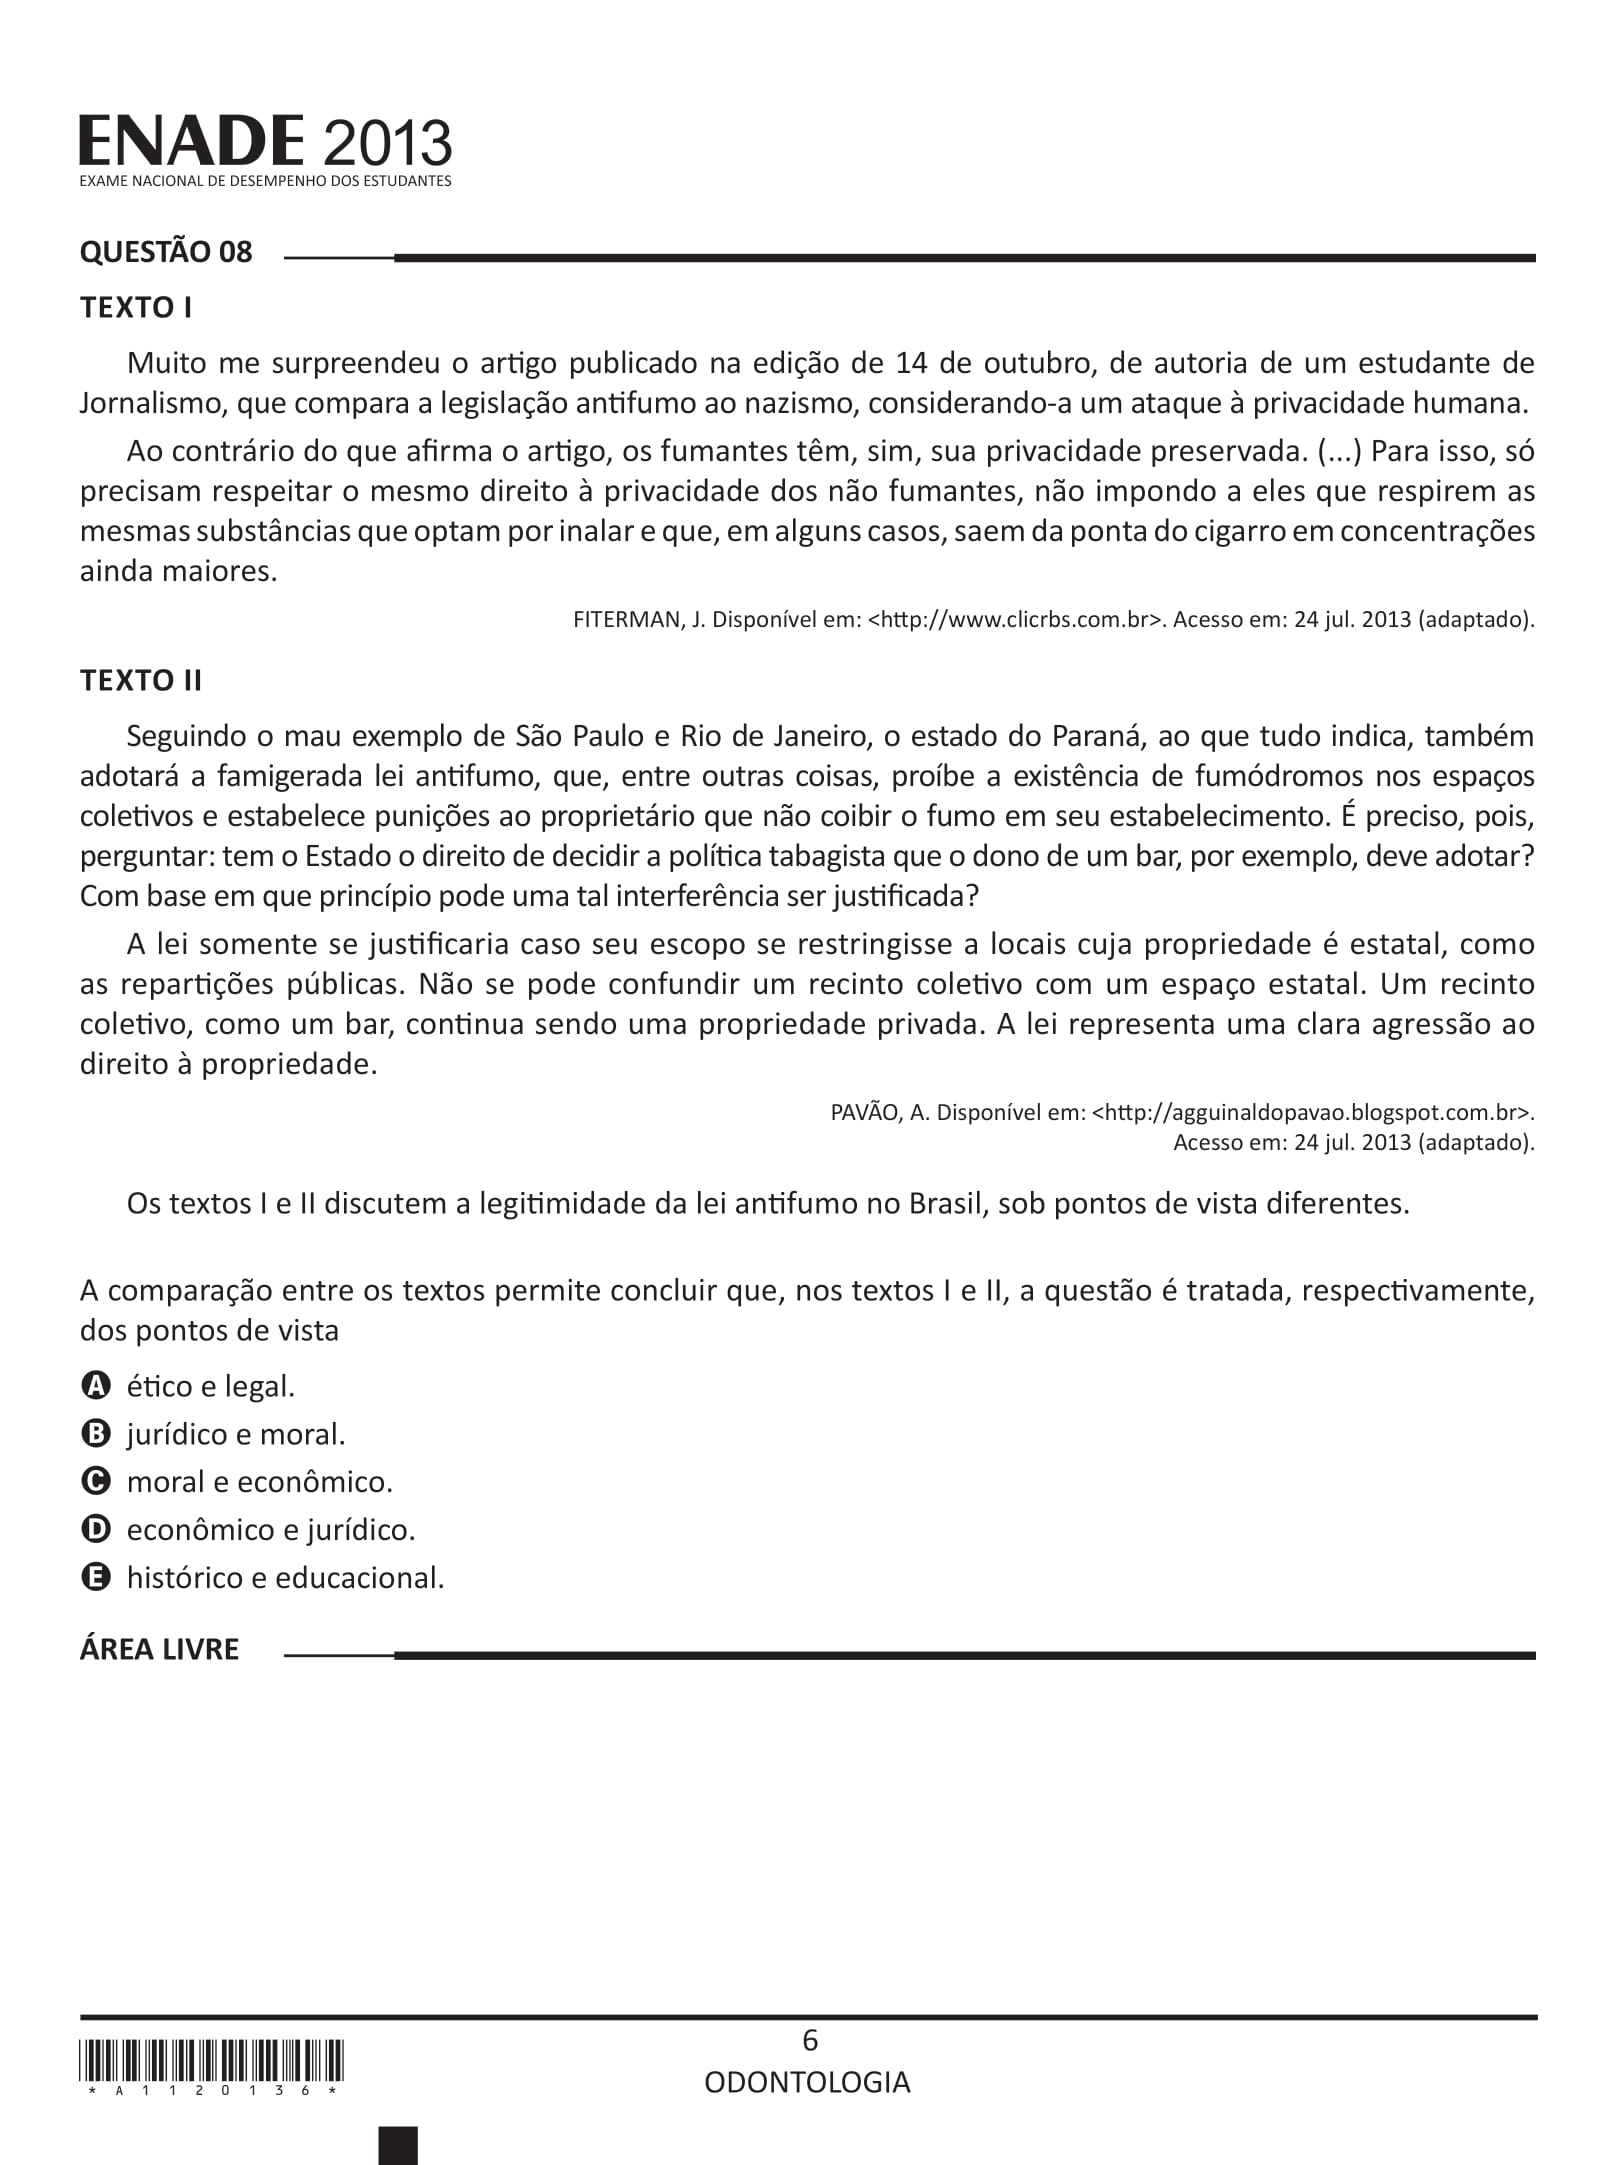 ENADE 2013
EXAME NACIONAL DE DESEMPENHO DOS ESTUDANTES
QUESTÃO 08
TEXTO I
Muito me surpreendeu o artigo publicado na edição de 14 de outubro, de autoria de um estudante de
Jornalismo, que compara a legislação antifumo ao nazismo, considerando-a um ataque à privacidade humana.
Ao contrário do que afirma o artigo, os fumantes têm, sim, sua privacidade preservada. (...) Para isso, só
precisam respeitar o mesmo direito à privacidade dos não fumantes, não impondo a eles que respirem as
mesmas substâncias que optam por inalar e que, em alguns casos, saem da ponta do cigarro em concentrações
ainda maiores.
FITERMAN, J. Disponível em: <http://www.clicrbs.com.br>. Acesso em: 24 jul. 2013 (adaptado).
TEXTO II
Seguindo o mau exemplo de São Paulo e Rio de Janeiro, o estado do Paraná, ao que tudo indica, também
adotará a famigerada lei antifumo, que, entre outras coisas, proíbe a existência de fumódromos nos espaços
coletivos e estabelece punições ao proprietário que não coibir o fumo em seu estabelecimento. É preciso, pois,
perguntar: tem o Estado o direito de decidir a política tabagista que o dono de um bar, por exemplo, deve adotar?
Com base em que princípio pode uma tal interferência ser justificada?
A lei somente se justificaria caso seu escopo se restringisse a locais cuja propriedade é estatal, como
as repartições públicas. Não se pode confundir um recinto coletivo com um espaço estatal. Um recinto
coletivo, como um bar, continua sendo uma propriedade privada. A lei representa uma clara agressão ao
direito à propriedade.
PAVÃO, A. Disponível em: <http://agguinaldopavao.blogspot.com.br>.
Acesso em: 24 jul. 2013 (adaptado).
Os textos I e II discutem a legitimidade da lei antifumo no Brasil, sob pontos de vista diferentes.
A comparação entre os textos permite concluir que, nos textos I e II, a questão é tratada, respectivamente,
dos pontos de vista
A ético e legal.
B jurídico e moral.
C moral e econômico.
D econômico e jurídico.
E histórico e educacional.
ÁREA LIVRE
6
ODONTOLOGIA
* A 1 1 2 0 1 3 6 *